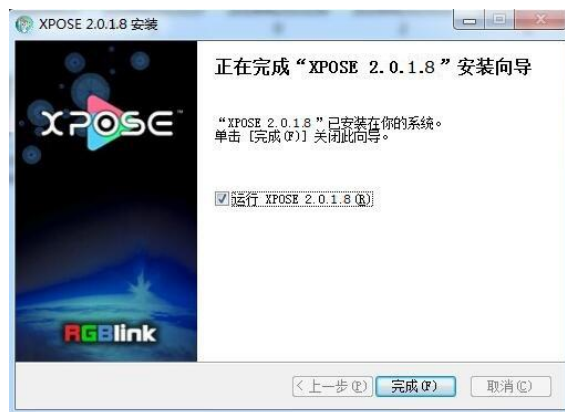 XPOSE 2.0.1.8 安装
XPOSE™
正在完成“XPOSE 2.0.1.8”安装向导
“XPOSE 2.0.1.8”已安装在你的系统。
单击 [完成(F)] 关闭此向导。
运行 XPOSE 2.0.1.8(R)
RGBlink
<上一步(P) 完成(F) 取消(C)